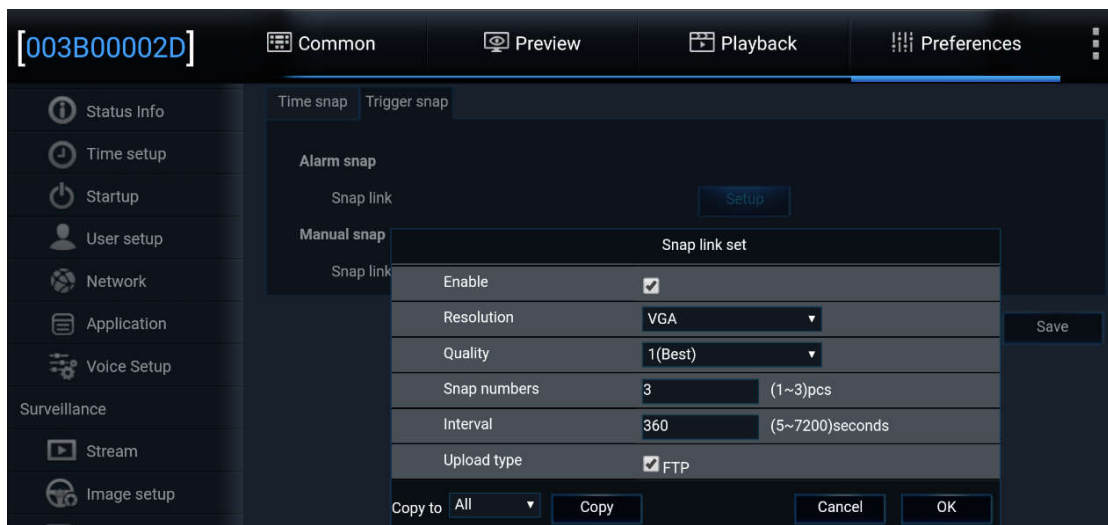 [003B00002D]
Common
Preview
Playback
Preferences
Status Info
Time setup
Startup
User setup
Network
Application
Voice Setup
Surveillance
Stream
Image setup
Time snap Trigger snap
Alarm snap
Snap link Setup
Manual snap
Snap link
Save
Snap link set
Enable
Resolution VGA
Quality 1(Best)
Snap numbers 3 (1~3)pcs
Interval 360 (5~7200)seconds
Upload type FTP
Copy to All Copy Cancel OK